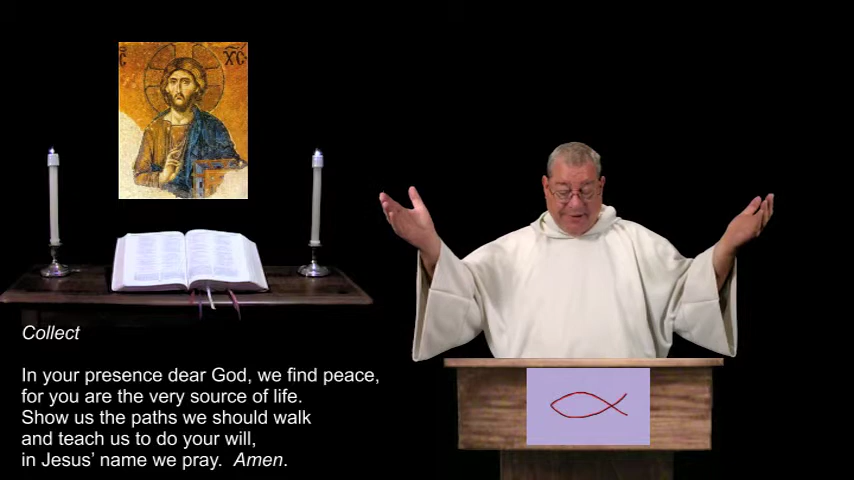 Collect
In your presence dear God, we find peace,
for you are the very source of life.
Show us the paths we should walk
and teach us to do your will,
in Jesus’ name we pray.  Amen.